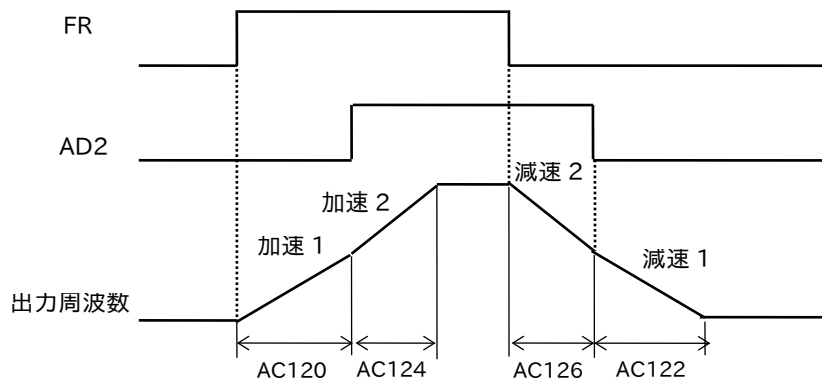 FR
AD2
減速 2
加速 2
加速 1
減速 1
出力周波数
AC120
AC124
AC126
AC122